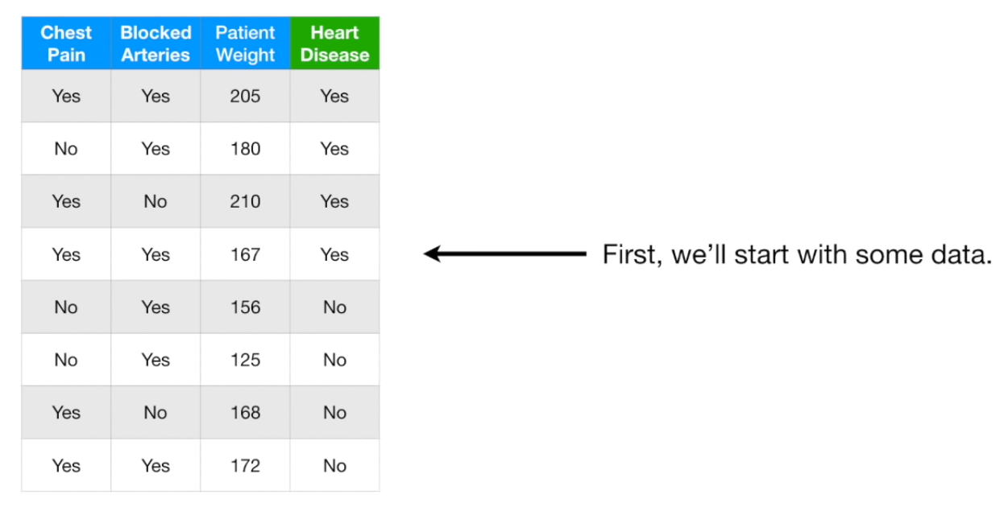 Chest Pain Blocked Arteries Patient Weight Heart Disease
Yes Yes 205 Yes
No Yes 180 Yes
Yes No 210 Yes
Yes Yes 167 Yes
First, we'll start with some data.
No Yes 156 No
No Yes 125 No
Yes No 168 No
Yes Yes 172 No